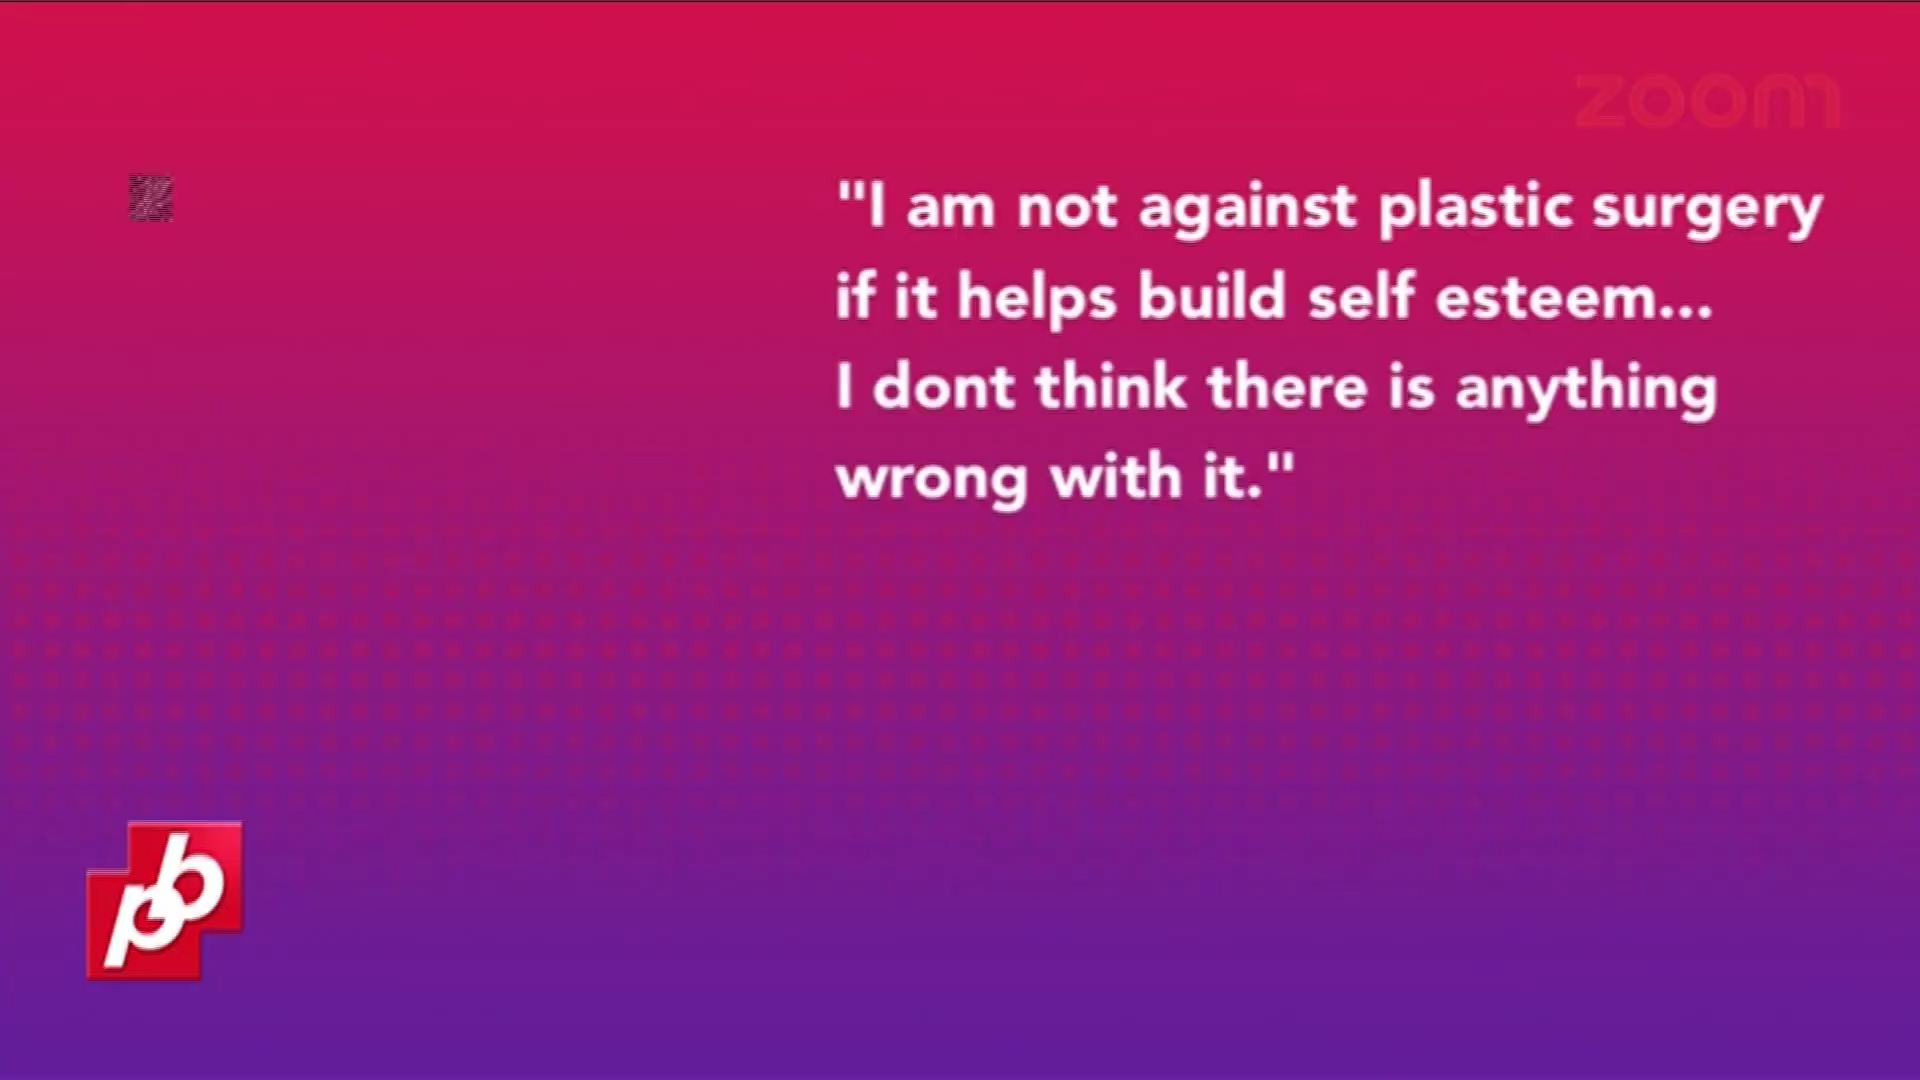 zoom
"I am not against plastic surgery
if it helps build self esteem...
I dont think there is anything
wrong with it."
pb